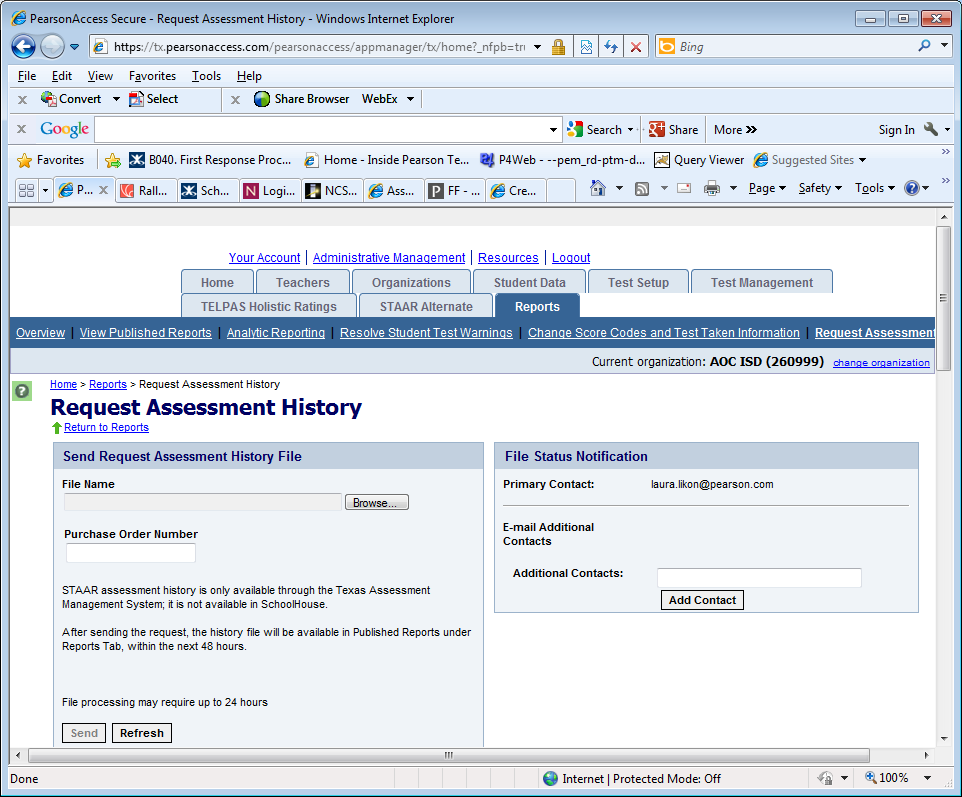 PearsonAccess Secure - Request Assessment History - Windows Internet Explorer
https://tx.pearsonaccess.com/pearsonaccess/appmanager/tx/home?_nfpb=tru
Bing
File Edit View Favorites Tools Help
x Convert Select x Share Browser WebEx
x Google Search Share More » Sign In
Favorites B040. First Response Proc... Home - Inside Pearson Te... P4Web - --pem_rd-ptm-d... Query Viewer Suggested Sites »
P... Rall... Sch... N Logi... NCS... Ass... P FF - ... Cre... Page Safety Tools »
Your Account | Administrative Management | Resources | Logout
Home Teachers Organizations Student Data Test Setup Test Management
TELPAS Holistic Ratings STAAR Alternate Reports
Overview | View Published Reports | Analytic Reporting | Resolve Student Test Warnings | Change Score Codes and Test Taken Information | Request Assessment
Current organization: AOC ISD (260999) change organization
Home > Reports > Request Assessment History
Request Assessment History
Return to Reports
Send Request Assessment History File
File Name
Browse...
Purchase Order Number
STAAR assessment history is only available through the Texas Assessment
Management System; it is not available in SchoolHouse.
After sending the request, the history file will be available in Published Reports under
Reports Tab, within the next 48 hours.
File processing may require up to 24 hours
Send Refresh
File Status Notification
Primary Contact: laura.likon@pearson.com
E-mail Additional
Contacts
Additional Contacts:
Add Contact
Done Internet | Protected Mode: Off 100%